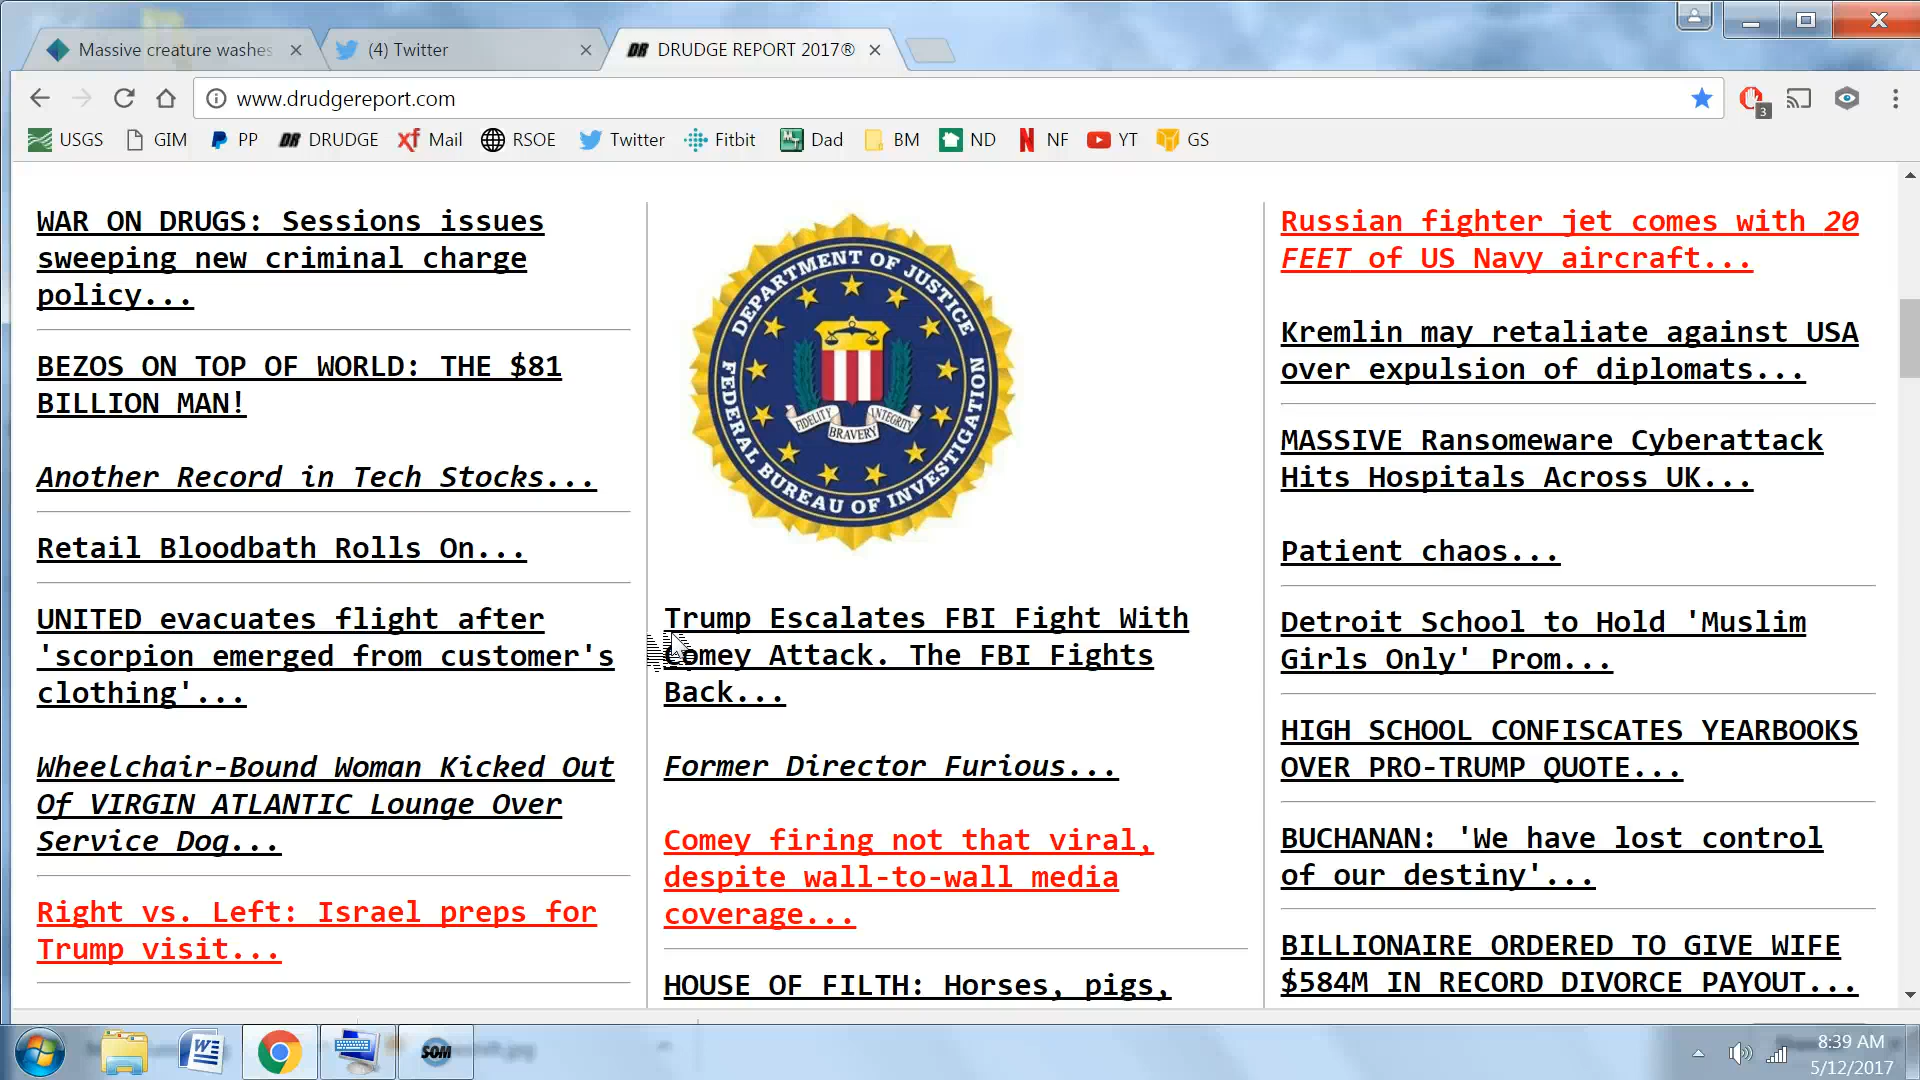 Massive creature washes
(4) Twitter
DR DRUDGE REPORT 2017®
www.drudgereport.com
3
USGS
GIM
PP
DR DRUDGE
xf Mail
RSOE
Twitter
Fitbit
Dad
BM
ND
N NF
YT
GS
WAR ON DRUGS: Sessions issues
sweeping new criminal charge
policy...
BEZOS ON TOP OF WORLD: THE $81
BILLION MAN!
Another Record in Tech Stocks...
Retail Bloodbath Rolls On...
UNITED evacuates flight after
'scorpion emerged from customer's
clothing'...
Wheelchair-Bound Woman Kicked Out
Of VIRGIN ATLANTIC Lounge Over
Service Dog...
Right vs. Left: Israel preps for
Trump visit...
DEPARTMENT OF JUSTICE
FEDERAL BUREAU OF INVESTIGATION
FIDELITY
BRAVERY
INTEGRITY
Trump Escalates FBI Fight With
Comey Attack. The FBI Fights
Back...
Former Director Furious...
Comey firing not that viral,
despite wall-to-wall media
coverage...
HOUSE OF FILTH: Horses, pigs,
Russian fighter jet comes with 20
FEET of US Navy aircraft...
Kremlin may retaliate against USA
over expulsion of diplomats...
MASSIVE Ransomeware Cyberattack
Hits Hospitals Across UK...
Patient chaos...
Detroit School to Hold 'Muslim
Girls Only' Prom...
HIGH SCHOOL CONFISCATES YEARBOOKS
OVER PRO-TRUMP QUOTE...
BUCHANAN: 'We have lost control
of our destiny'...
BILLIONAIRE ORDERED TO GIVE WIFE
$584M IN RECORD DIVORCE PAYOUT...
W
SOM
8:39 AM
5/12/2017